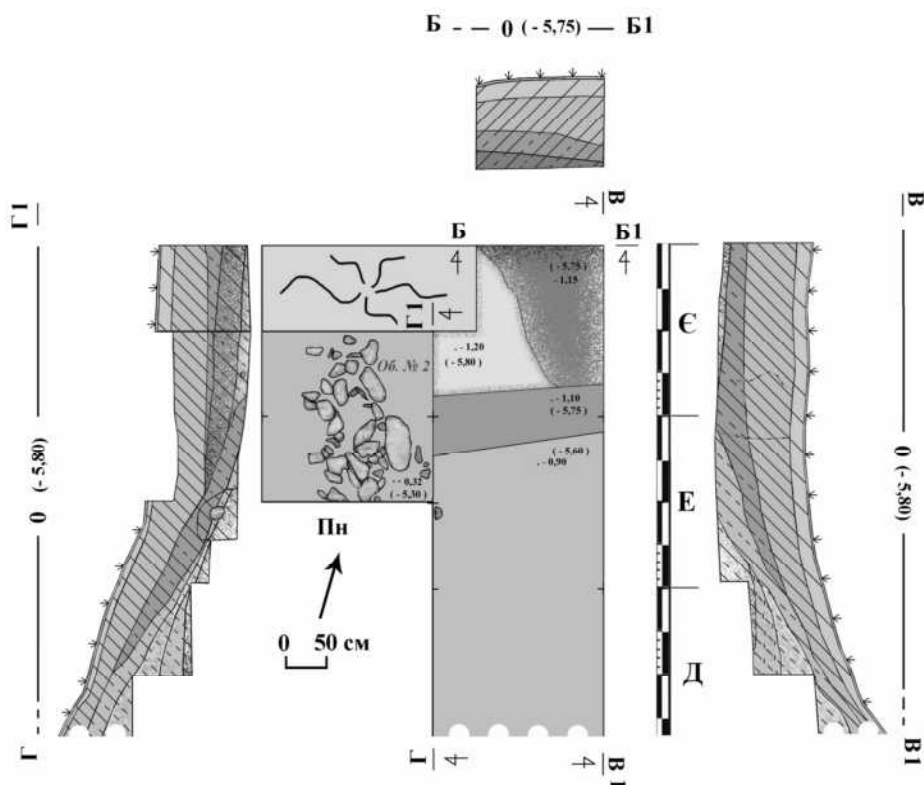 Б 0 ( - 5,75) Б1
Г1
В
В
Б
Б1
4
4
4
( - 5,75 )
- 1,15
Г1
4
Є
. - 1,20
( - 5,80)
Об. № 2
. - 1,10
( - 5,75)
0 ( - 5,80)
0 ( - 5,80)
( - 5,60 )
. - 0,90
- 0,32
( - 5,30)
Е
Пн
0 50 см
Д
Г
4
4
В1
Г
В1